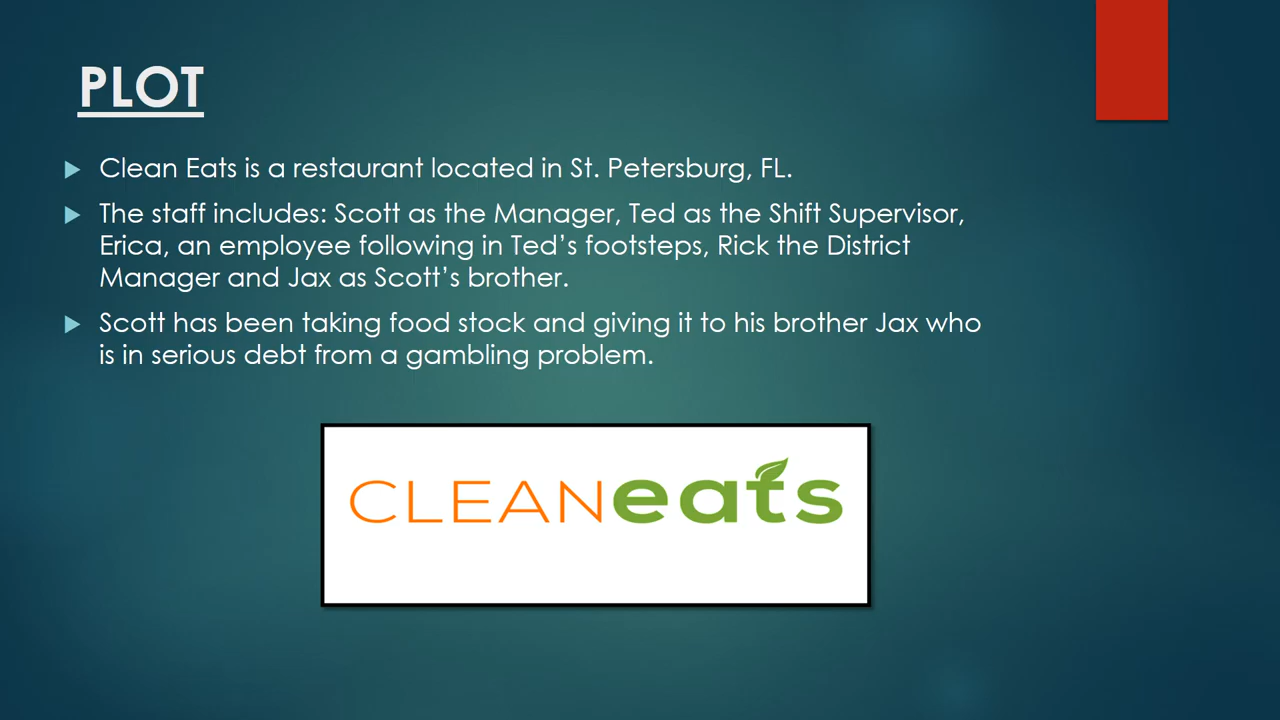 PLOT
Clean Eats is a restaurant located in St. Petersburg, FL.
The staff includes: Scott as the Manager, Ted as the Shift Supervisor,
Erica, an employee following in Ted’s footsteps, Rick the District
Manager and Jax as Scott’s brother.
Scott has been taking food stock and giving it to his brother Jax who
is in serious debt from a gambling problem.
CLEANeats